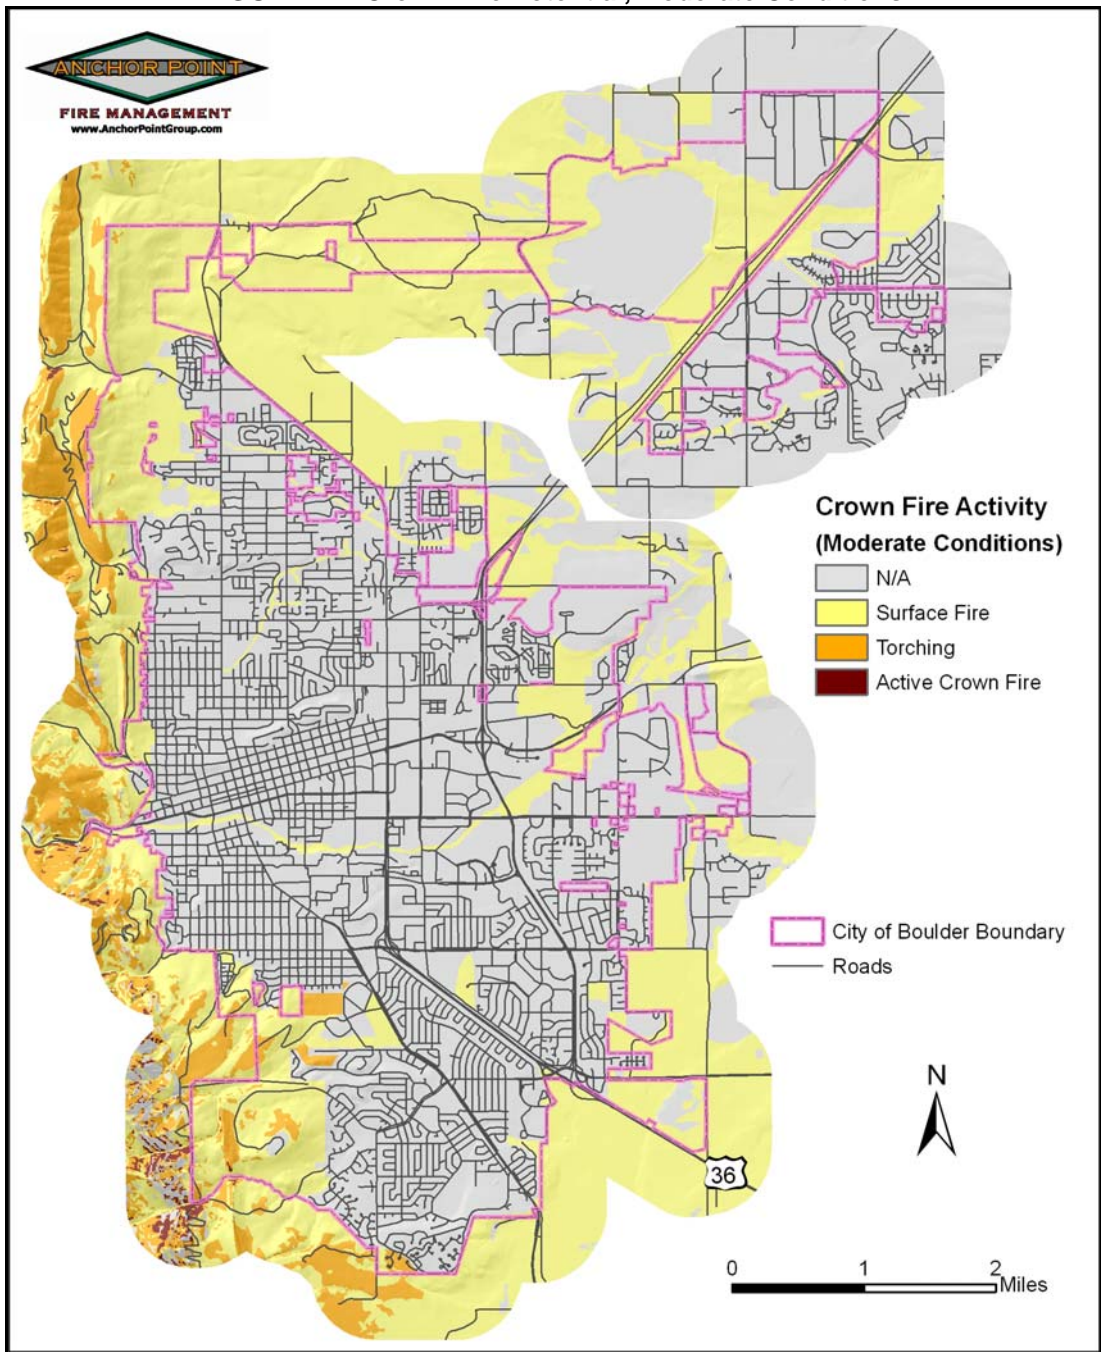 ANCHOR POINT
FIRE MANAGEMENT
www.AnchorPointGroup.com
Crown Fire Activity
(Moderate Conditions)
N/A
Surface Fire
Torching
Active Crown Fire
City of Boulder Boundary
Roads
N
36
0 1 2
Miles